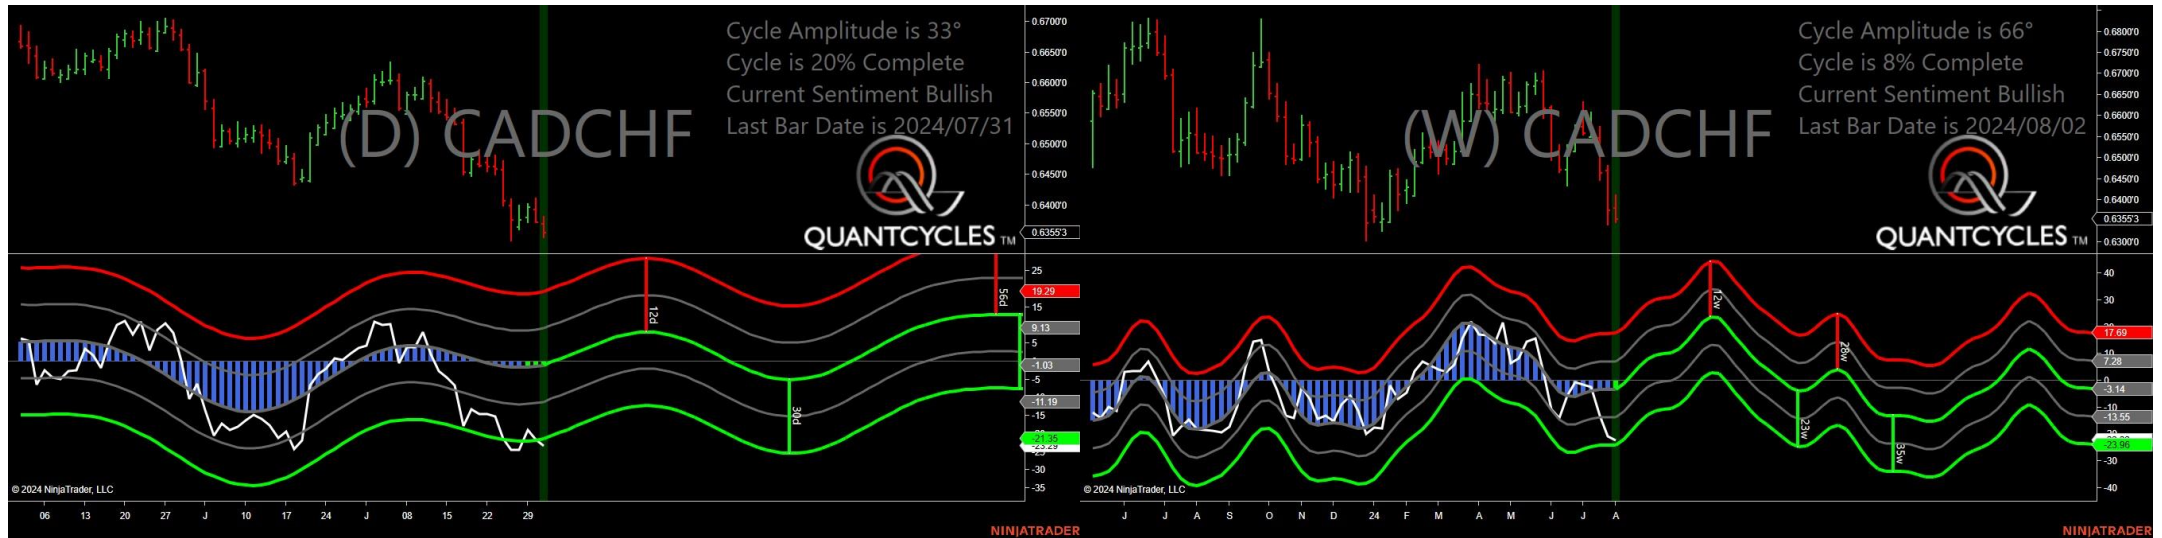 Cycle Amplitude is 33°
Cycle is 20% Complete
Current Sentiment Bullish
Last Bar Date is 2024/07/31
(D) CADCHF
QUANTCYCLES TM
0.6700'0
0.6650'0
0.6600'0
0.6550'0
0.6500'0
0.6450'0
0.6400'0
0.6355'3
12d
30d
56d
25
19.29
15
9.13
5
-1.03
-5
-11.19
-15
-21.35
-23.29
-30
-35
© 2024 NinjaTrader, LLC
06 13 20 27 J 10 17 24 J 08 15 22 29
NINJATRADER
Cycle Amplitude is 66°
Cycle is 8% Complete
Current Sentiment Bullish
Last Bar Date is 2024/08/02
(W) CADCHF
QUANTCYCLES TM
0.6800'0
0.6750'0
0.6700'0
0.6650'0
0.6600'0
0.6550'0
0.6500'0
0.6450'0
0.6400'0
0.6355'3
0.6300'0
12w
23w
28w
35w
40
30
17.69
10
7.28
0
-3.14
-10
-13.55
-23.96
-30
-40
© 2024 NinjaTrader, LLC
J J A S O N D 24 F M A M J J A
NINJATRADER